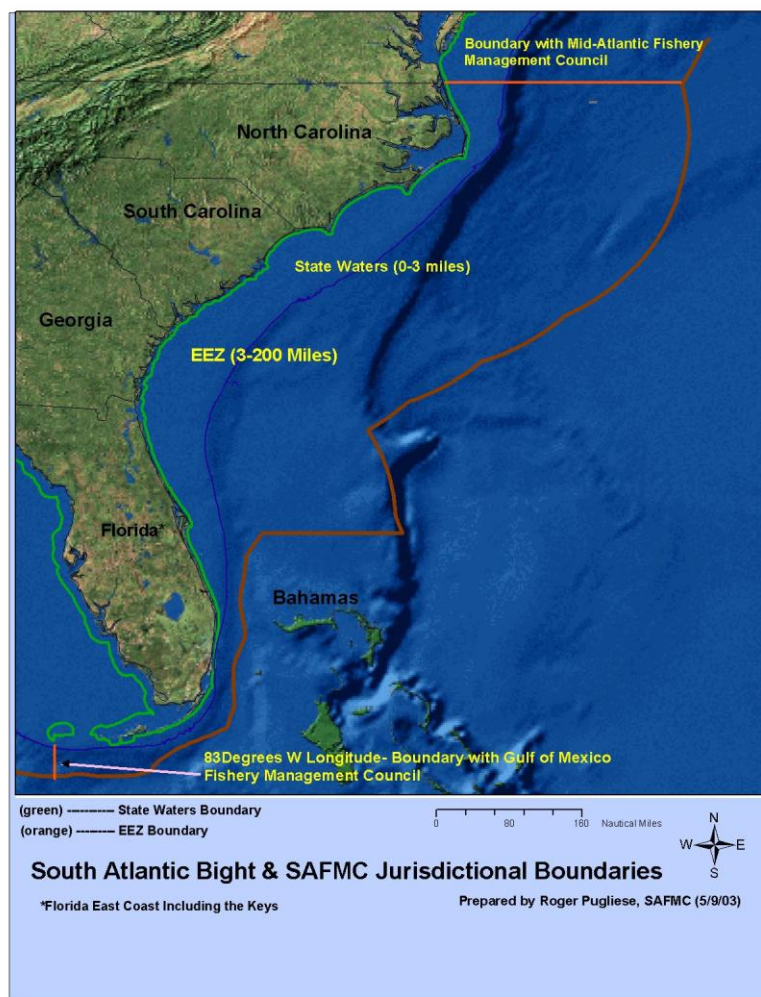 Boundary with Mid-Atlantic Fishery
Management Council
North Carolina
South Carolina
State Waters (0-3 miles)
Georgia
EEZ (3-200 Miles)
Florida*
Bahamas
83Degrees W Longitude- Boundary with Gulf of Mexico
Fishery Management Council
(green) ----------- State Waters Boundary
(orange) --------- EEZ Boundary
0 80 160 Nautical Miles
N
W E
S
South Atlantic Bight & SAFMC Jurisdictional Boundaries
*Florida East Coast Including the Keys
Prepared by Roger Pugliese, SAFMC (5/9/03)